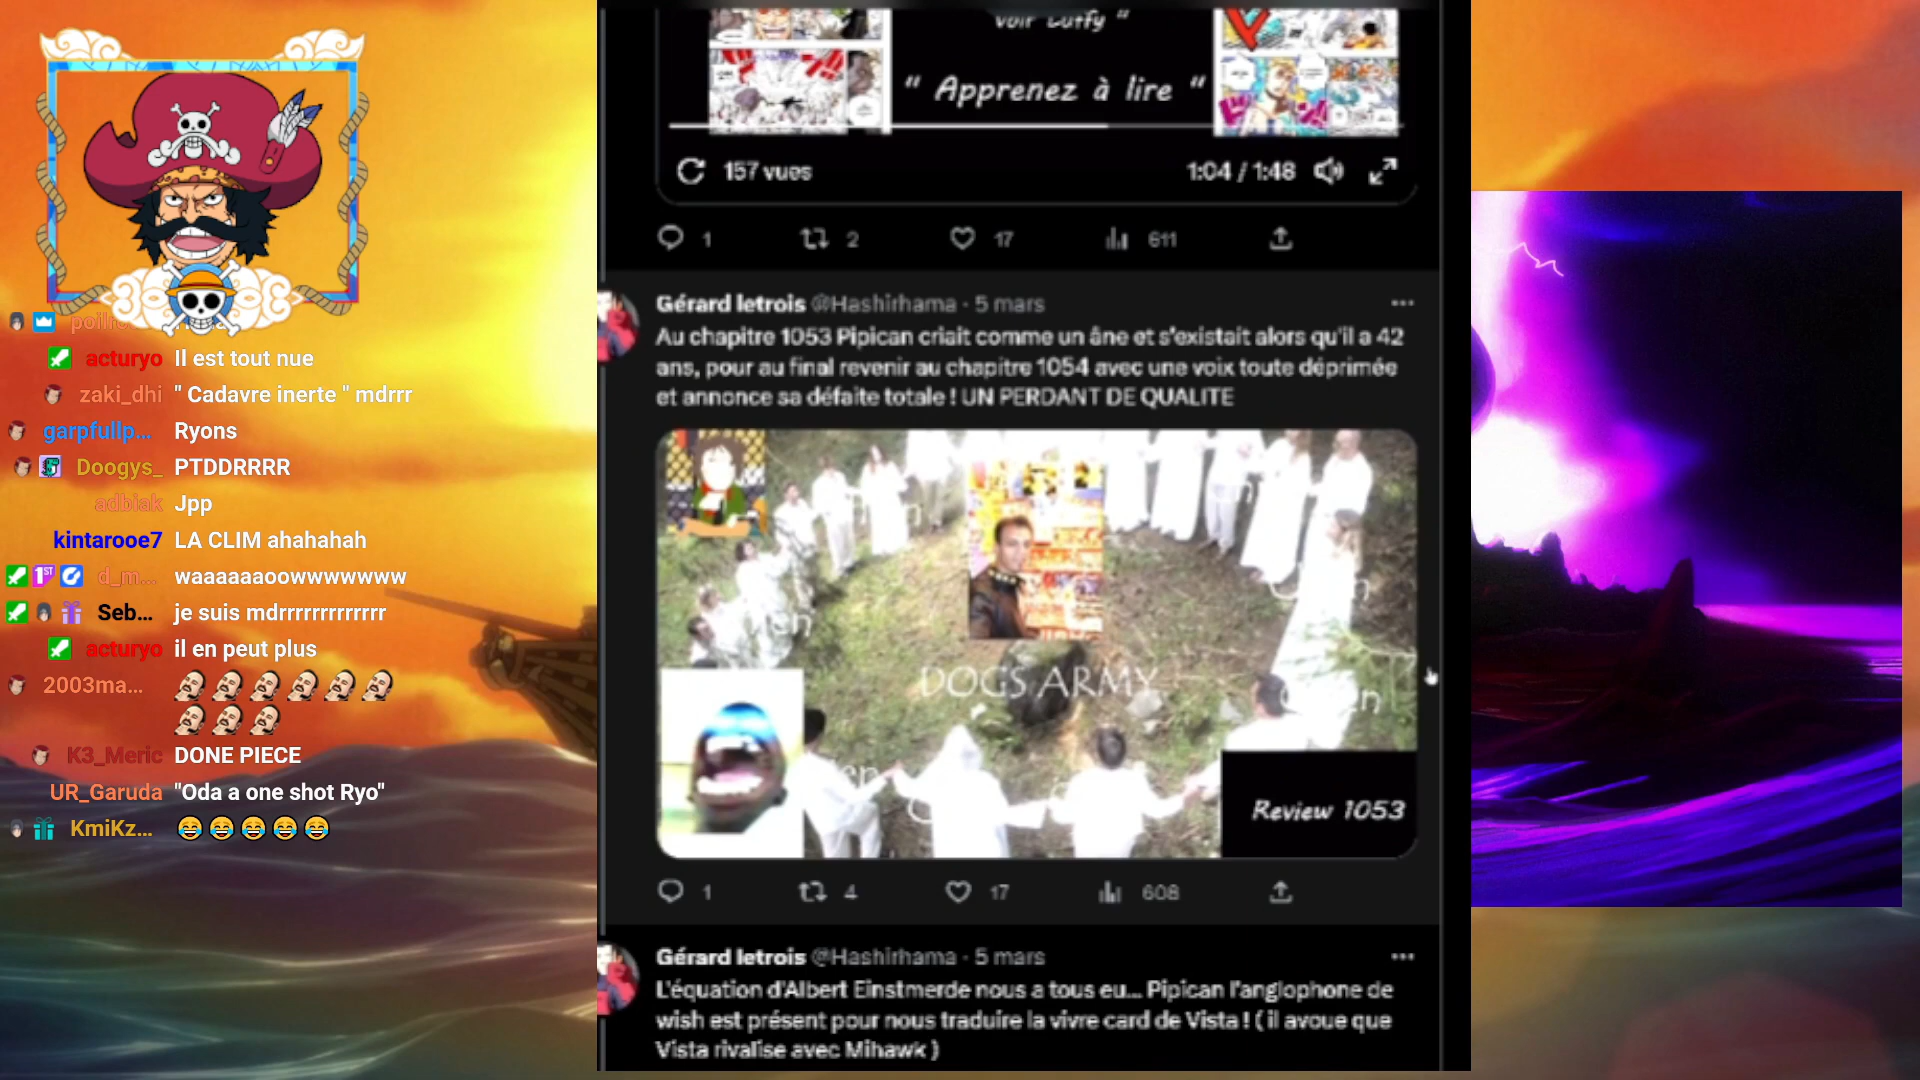 acturyo Il est tout nue
zaki_dhi " Cadavre inerte " mdrrr
garpfullp... Ryons
Doogys_ PTDDRRRR
adbiak Jpp
kintarooe7 LA CLIM ahahahah
d_m... waaaaaaoowwwwwww
Seb... je suis mdrrrrrrrrrrrr
acturyo il en peut plus
2003ma...
K3_Meric DONE PIECE
UR_Garuda "Oda a one shot Ryo"
KmiKz... 😂😂😂😂😂
voir Luffy "
" Apprenez à lire "
157 vues 1:04 / 1:48
1 2 17 611
Gérard letrois @Hashirhama · 5 mars
Au chapitre 1053 Pipican criait comme un âne et s'existait alors qu'il a 42
ans, pour au final revenir au chapitre 1054 avec une voix toute déprimée
et annonce sa défaite totale ! UN PERDANT DE QUALITE
DOGS ARMY
Review 1053
1 4 17 608
Gérard letrois @Hashirhama · 5 mars
L'équation d'Albert Einstmerde nous a tous eu... Pipican l'anglophone de
wish est présent pour nous traduire la vivre card de Vista ! ( il avoue que
Vista rivalise avec Mihawk )